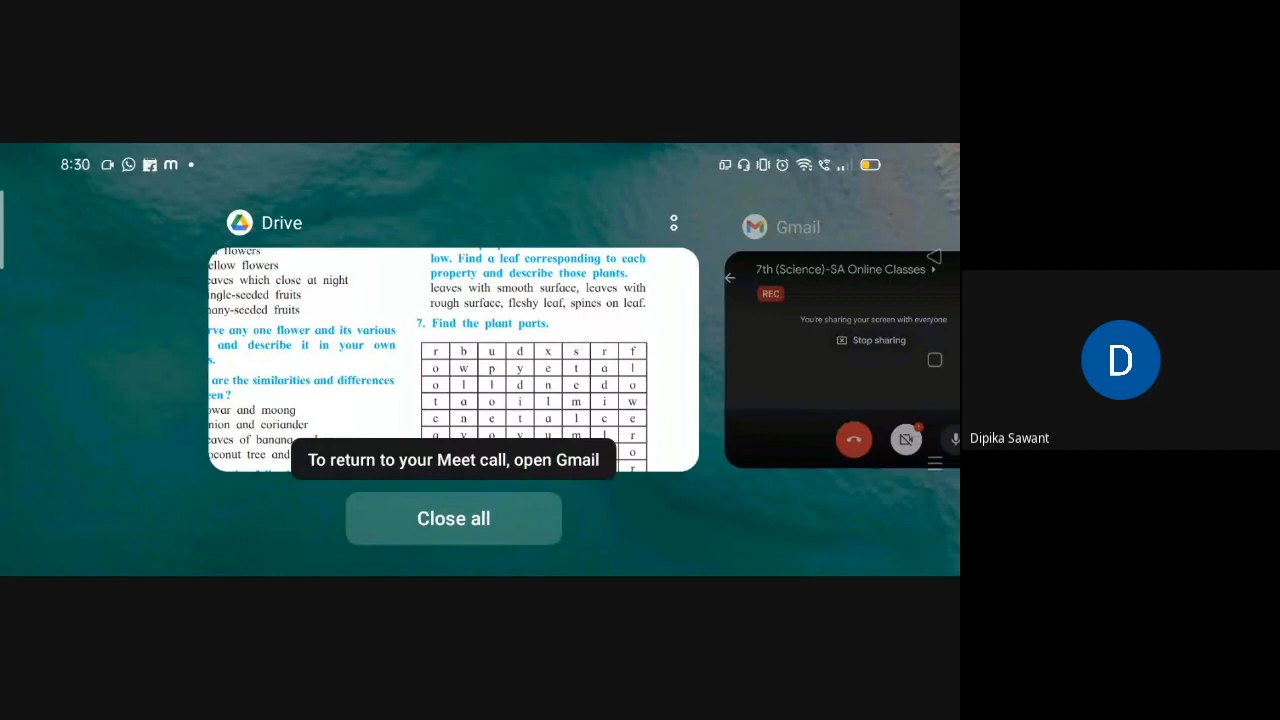 8:30
Drive
flowers
ellow flowers
eaves which close at night
ingle-seeded fruits
nany-seeded fruits
rve any one flower and its various
and describe it in your own
s.
are the similarities and differences
een ?
owar and moong
nion and coriander
eaves of banana
oconut tree and
low. Find a leaf corresponding to each
property and describe those plants.
leaves with smooth surface, leaves with
rough surface, fleshy leaf, spines on leaf.
7. Find the plant parts.
r b u d x s r f
o w p y e t a l
o l l d n e d o
t a o i l m i w
c n e t a l c e
r
o
r
To return to your Meet call, open Gmail
Close all
Gmail
7th (Science)-SA Online Classes
REC
You're sharing your screen with everyone
Stop sharing
D
Dipika Sawant